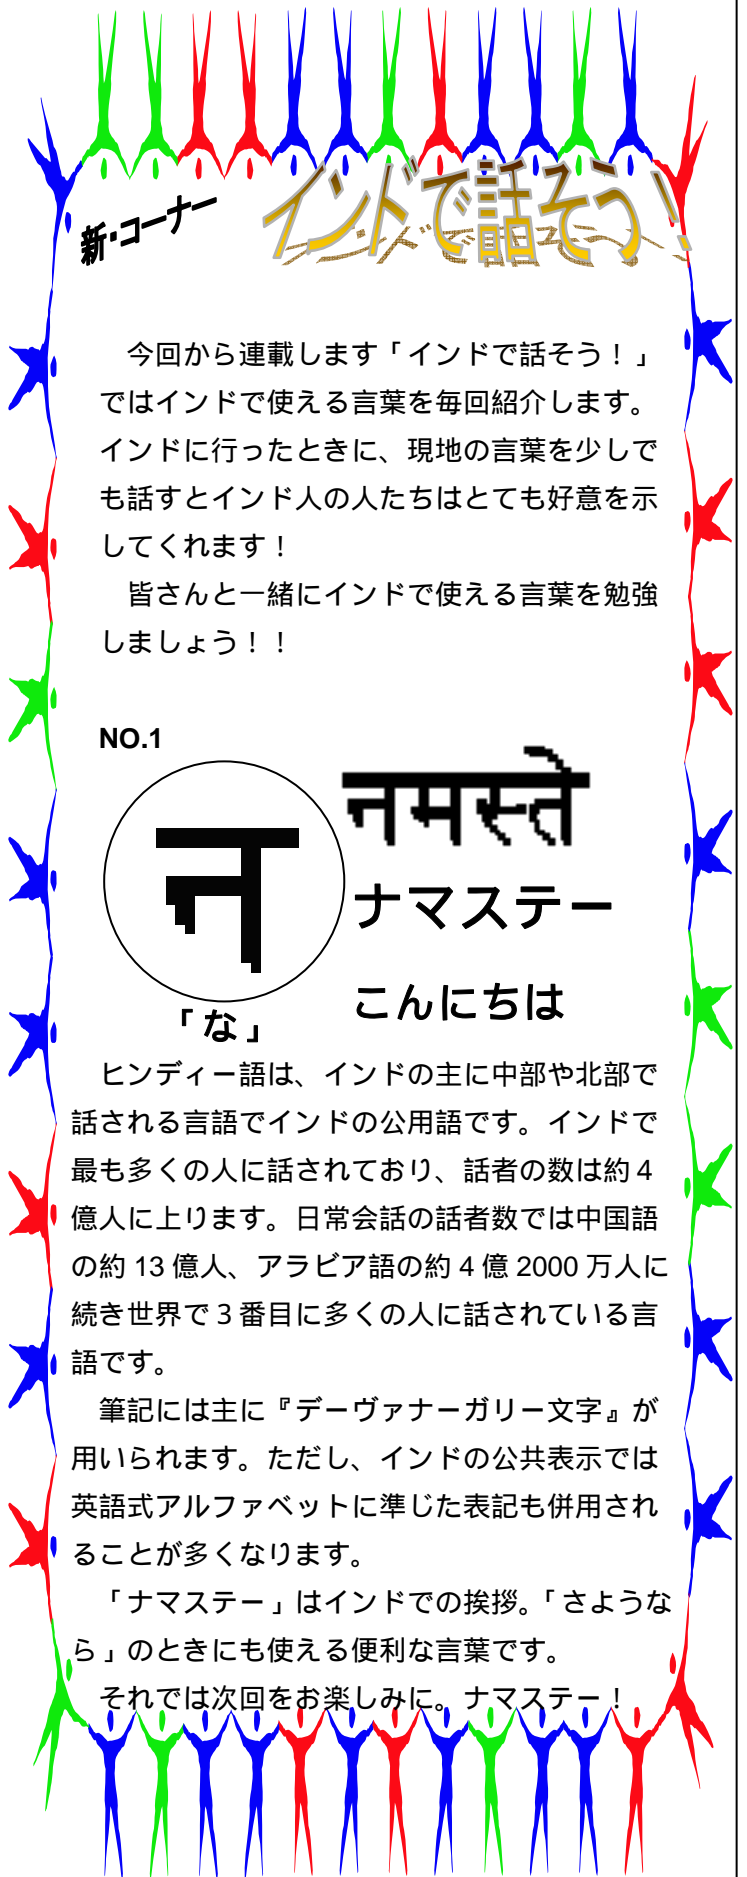 新・コーナー
インドで話そう！
今回から連載します「インドで話そう！」
ではインドで使える言葉を毎回紹介します。
インドに行ったときに、現地の言葉を少しで
も話すとインド人の人たちはとても好意を示
してくれます！
皆さんと一緒にインドで使える言葉を勉強
しましょう！！
NO.1
न
「な」
नमस्ते
ナマステー
こんにちは
ヒンディー語は、インドの主に中部や北部で
話される言語でインドの公用語です。インドで
最も多くの人に話されており、話者の数は約４
億人に上ります。日常会話の話者数では中国語
の約 13 億人、アラビア語の約 4 億 2000 万人に
続き世界で３番目に多くの人に話されている言
語です。
筆記には主に『デーヴァナーガリー文字』が
用いられます。ただし、インドの公共表示では
英語式アルファベットに準じた表記も併用され
ることが多くなります。
「ナマステー」はインドでの挨拶。「さような
ら」のときにも使える便利な言葉です。
それでは次回をお楽しみに。ナマステー！